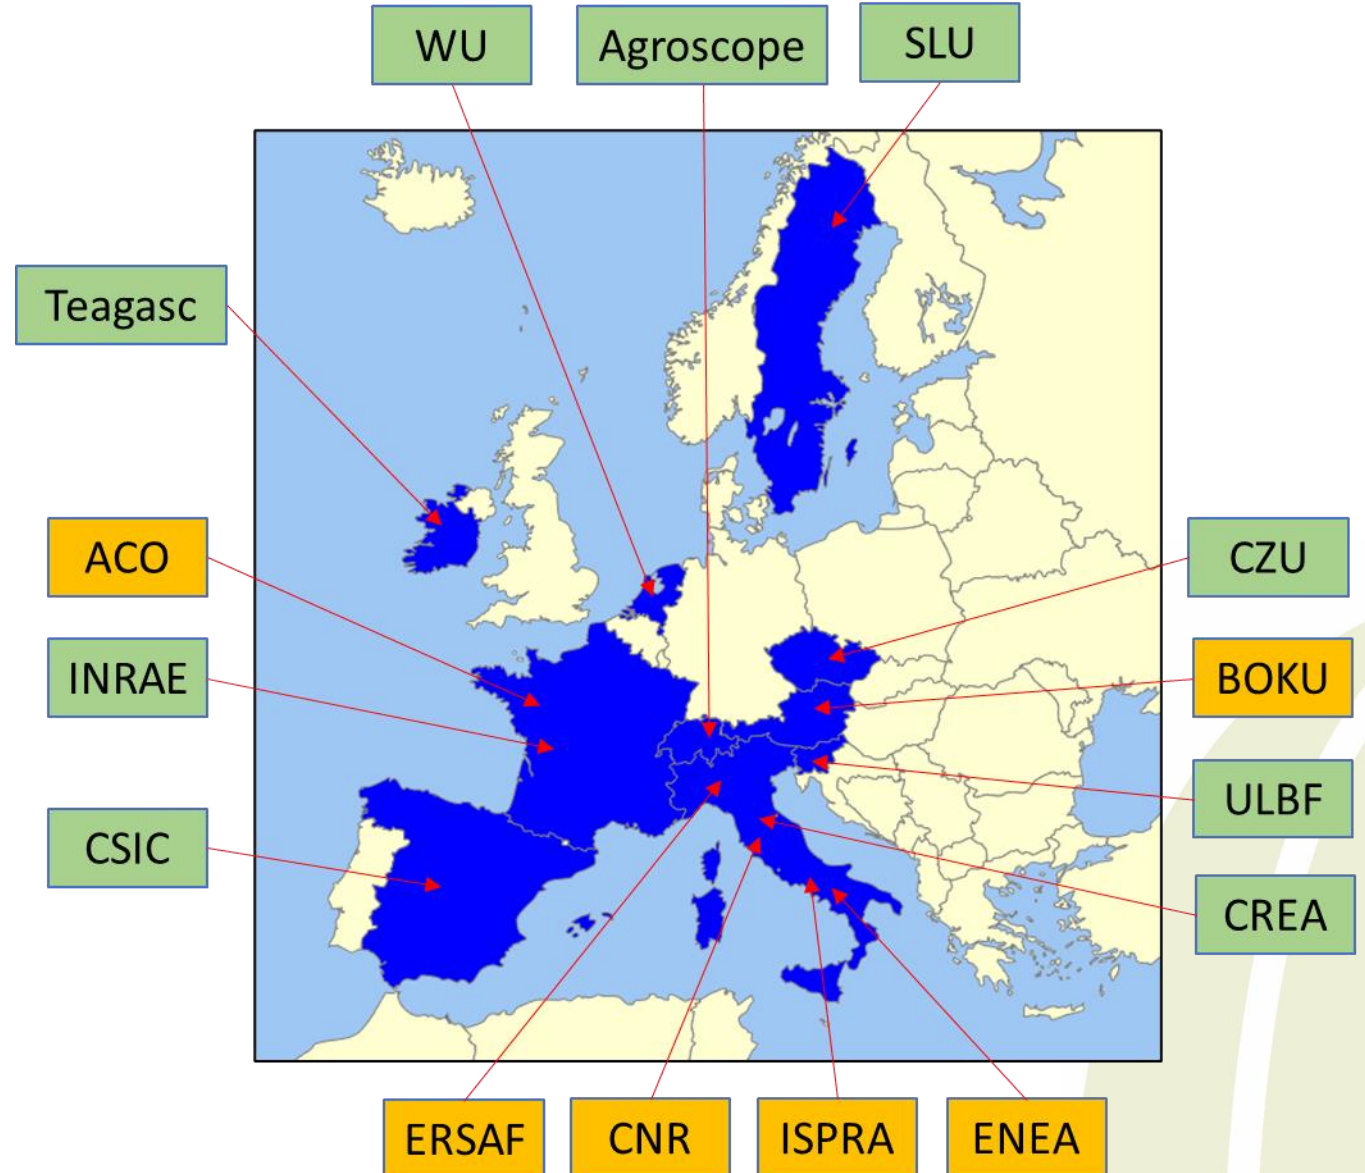 WU
Agroscope
SLU
Teagasc
ACO
CZU
INRAE
BOKU
ULBF
CSIC
CREA
ERSAF
CNR
ISPRA
ENEA